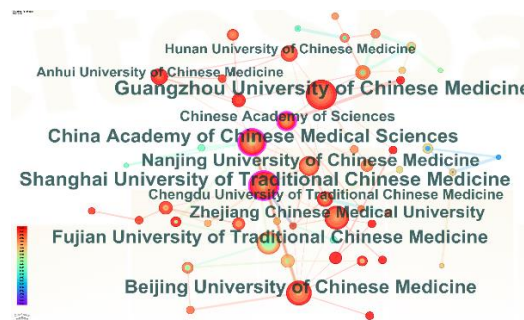 Hunan University of Chinese Medicine
Anhui University of Chinese Medicine
Guangzhou University of Chinese Medicine
Chinese Academy of Sciences
China Academy of Chinese Medical Sciences
Nanjing University of Chinese Medicine
Shanghai University of Traditional Chinese Medicine
Chengdu University of Traditional Chinese Medicine
Zhejiang Chinese Medical University
Fujian University of Traditional Chinese Medicine
Beijing University of Chinese Medicine